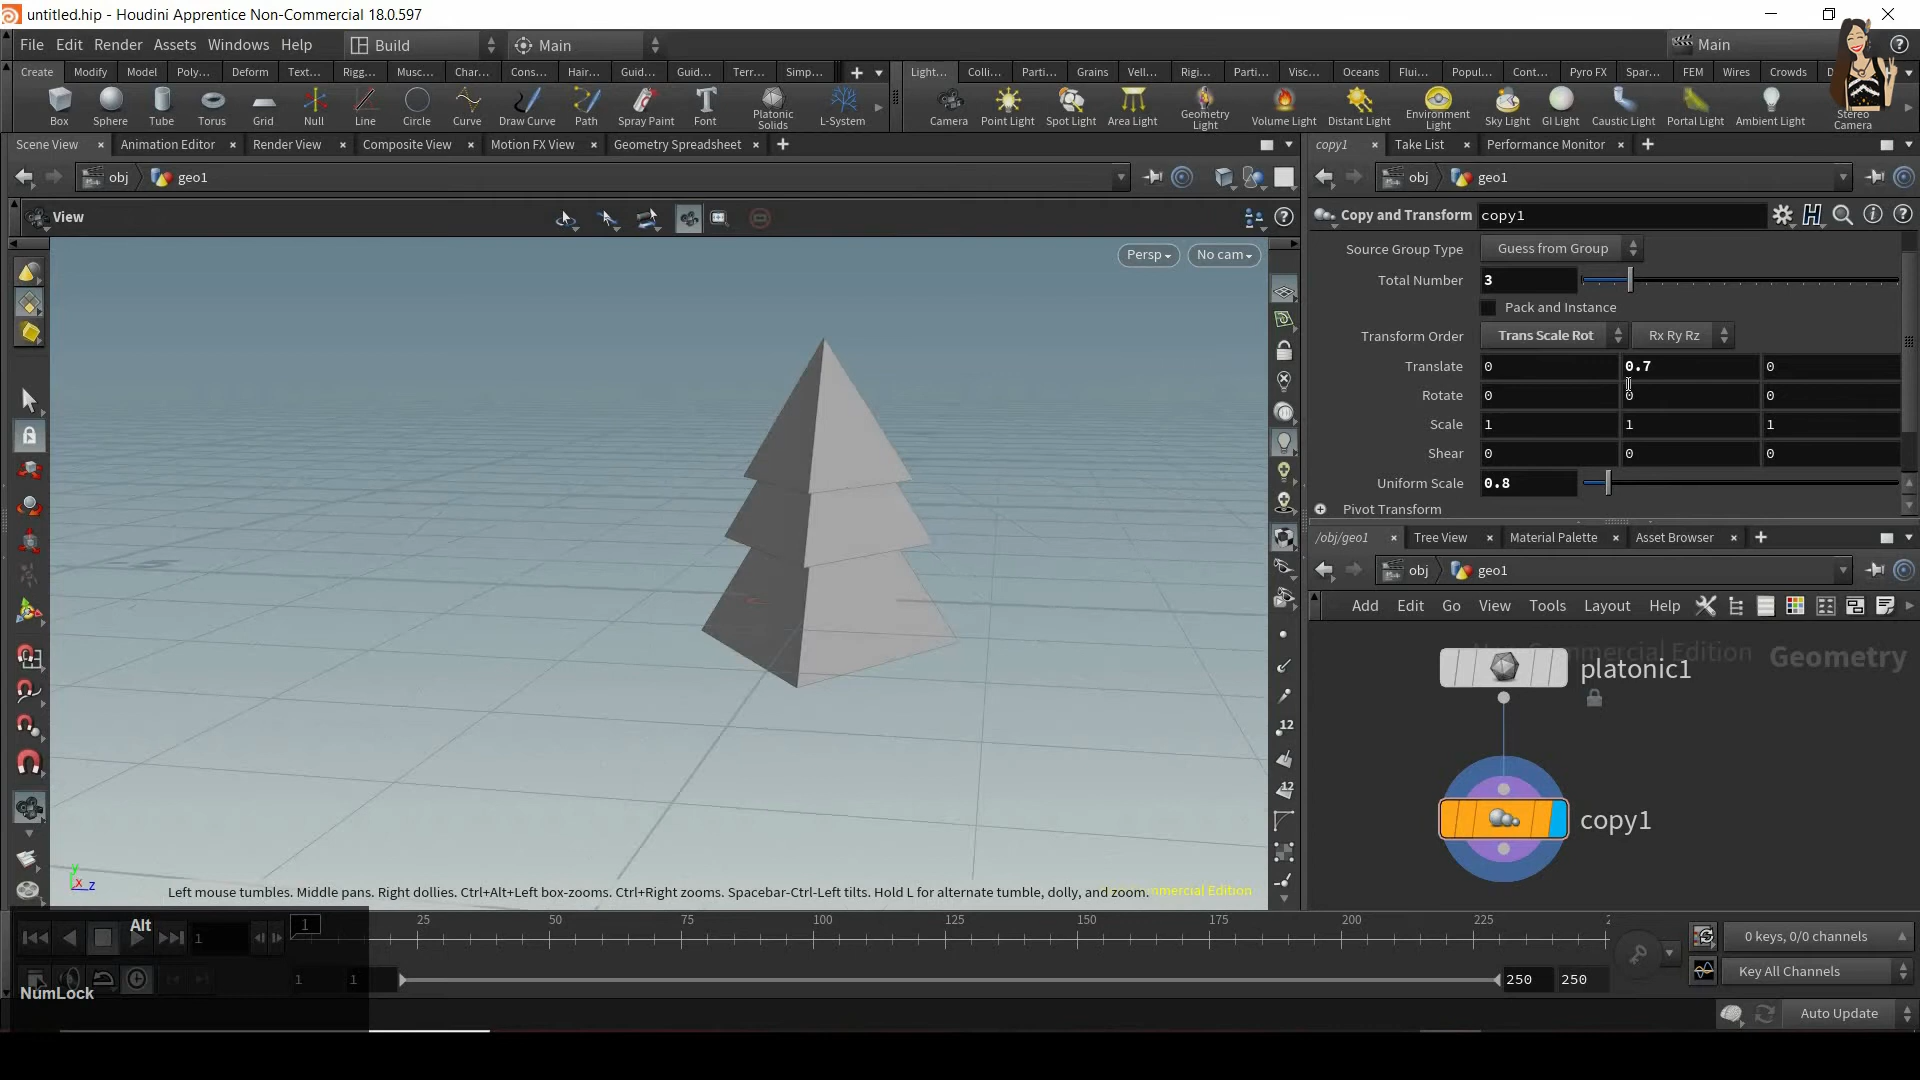 untitled.hip - Houdini Apprentice Non-Commercial 18.0.597
File Edit Render Assets Windows Help Build Main Main
Create Modify Model Poly... Deform Text... Rigg... Musc... Char... Cons... Hair... Guid... Guid... Terr... Simp... Light... Colli... Parti... Grains Vell... Rigi... Parti... Visc... Oceans Flui... Popul... Cont... Pyro FX Spar... FEM Wires Crowds
Box Sphere Tube Torus Grid Null Line Circle Curve Draw Curve Path Spray Paint Font Platonic Solids L-System Camera Point Light Spot Light Area Light Geometry Light Volume Light Distant Light Environment Light Sky Light GI Light Caustic Light Portal Light Ambient Light Stereo Camera
Scene View Animation Editor Render View Composite View Motion FX View Geometry Spreadsheet
obj geo1
View
Persp No cam
copy1 Take List Performance Monitor
obj geo1
Copy and Transform copy1
Source Group Type Guess from Group
Total Number 3
Pack and Instance
Transform Order Trans Scale Rot Rx Ry Rz
Translate 0 0.7 0
Rotate 0 0 0
Scale 1 1 1
Shear 0 0 0
Uniform Scale 0.8
Pivot Transform
/obj/geo1 Tree View Material Palette Asset Browser
obj geo1
Add Edit Go View Tools Layout Help
Commercial Edition Geometry
platonic1
copy1
12
12
y
x z
Left mouse tumbles. Middle pans. Right dollies. Ctrl+Alt+Left box-zooms. Ctrl+Right zooms. Spacebar-Ctrl-Left tilts. Hold L for alternate tumble, dolly, and zoom.
Alt
NumLock
1 1 25 50 75 100 125 150 175 200 225
1 1 250 250
0 keys, 0/0 channels
Key All Channels
Auto Update